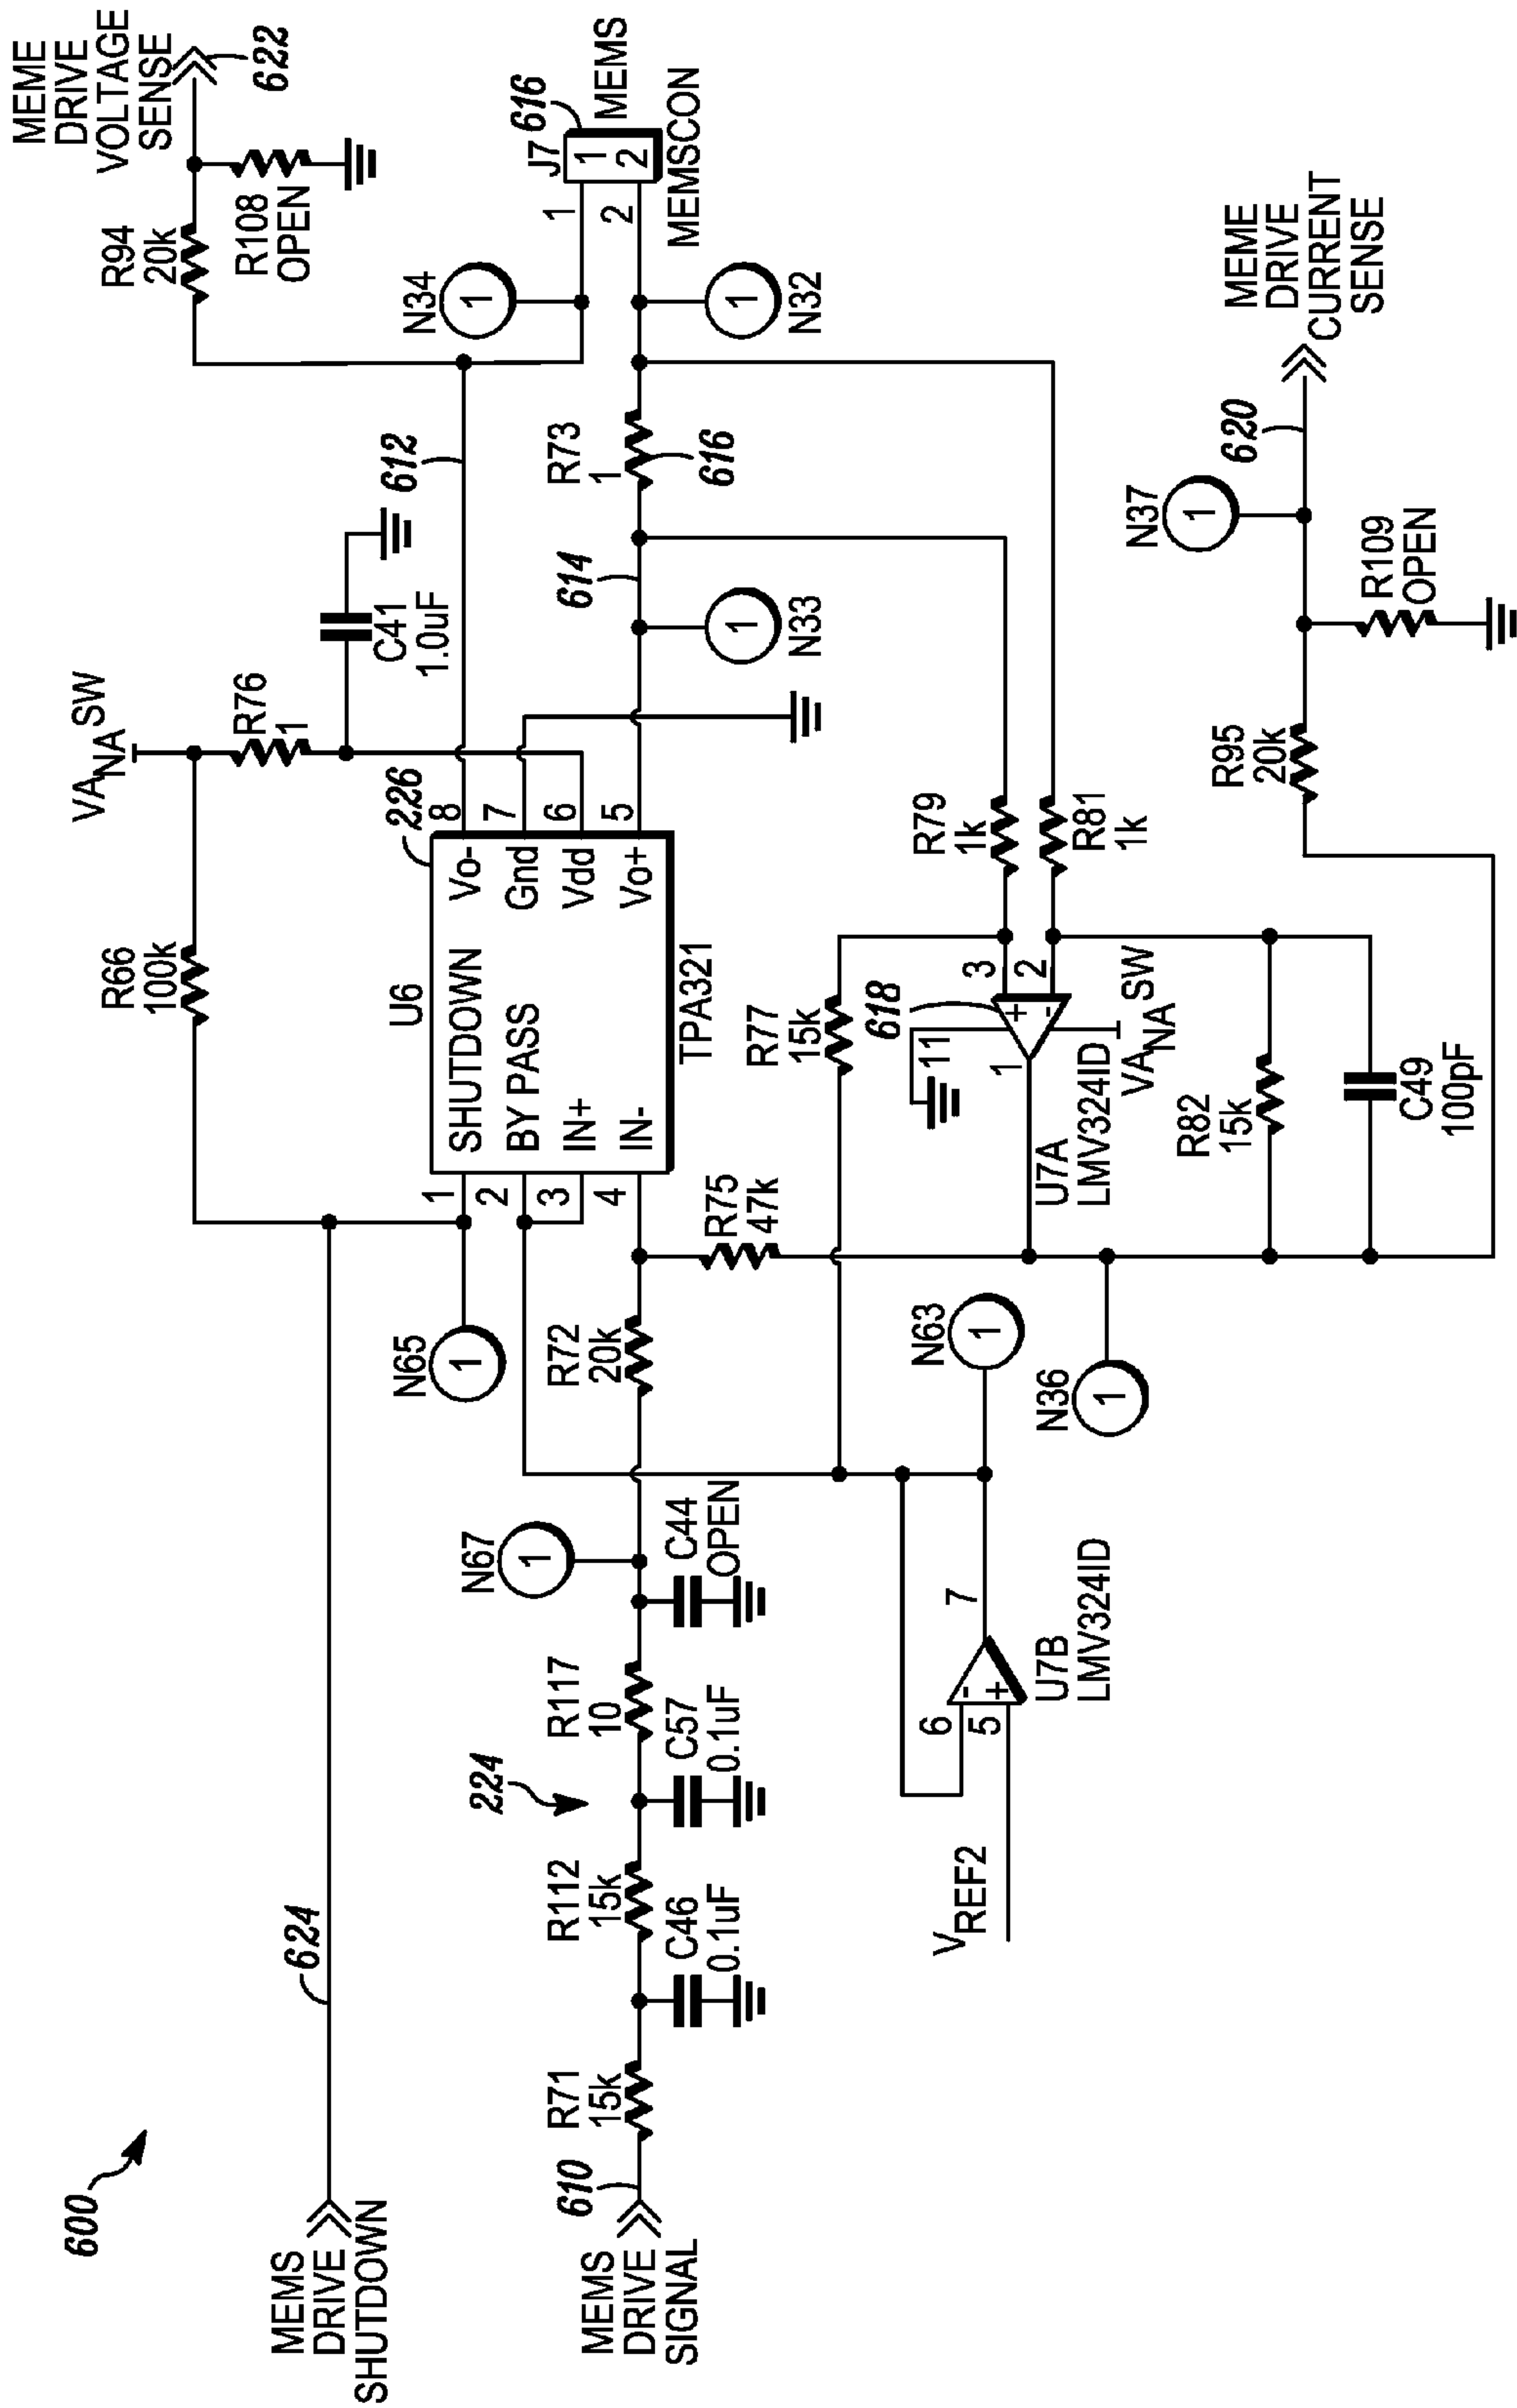 600
MEMS
DRIVE
SHUTDOWN
624
MEMS
DRIVE
SIGNAL
610
R71
15k
C46
0.1uF
R112
15k
224
C57
0.1uF
R117
10
C44
OPEN
N67
1
R72
20k
N65
1
R66
100k
VA NA SW
R76
1
C41
1.0uF
U6
226
1
2
3
4
SHUTDOWN
BY PASS
IN+
IN-
Vo-
Gnd
Vdd
Vo+
8
7
6
5
TPA321
612
614
N33
1
R73
1
616
N34
1
N32
1
R94
20k
R108
OPEN
MEME
DRIVE
VOLTAGE
SENSE
622
J7
616
1
2
1
2
MEMS
MEMSCON
R75
47k
R77
15k
R79
1k
R81
1k
618
3
2
+
-
11
1
VA NA SW
U7A
LMV324ID
R82
15k
C49
100pF
N63
1
N36
1
VREF2
6
5
-
+
7
U7B
LMV324ID
R95
20k
R109
OPEN
N37
1
620
MEME
DRIVE
CURRENT
SENSE